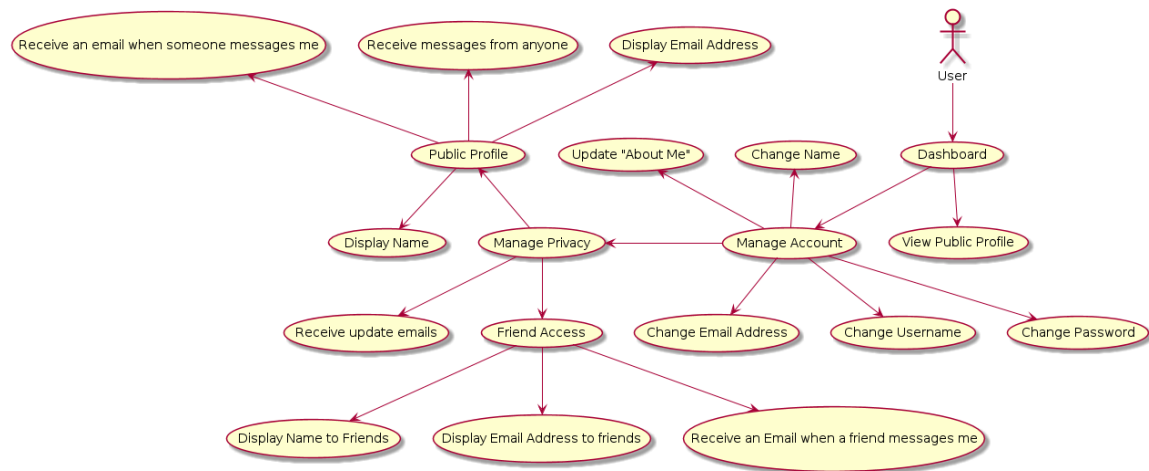 Receive an email when someone messages me
Receive messages from anyone
Display Email Address
User
Public Profile
Update "About Me"
Change Name
Dashboard
Display Name
Manage Privacy
Manage Account
View Public Profile
Receive update emails
Friend Access
Change Email Address
Change Username
Change Password
Display Name to Friends
Display Email Address to friends
Receive an Email when a friend messages me